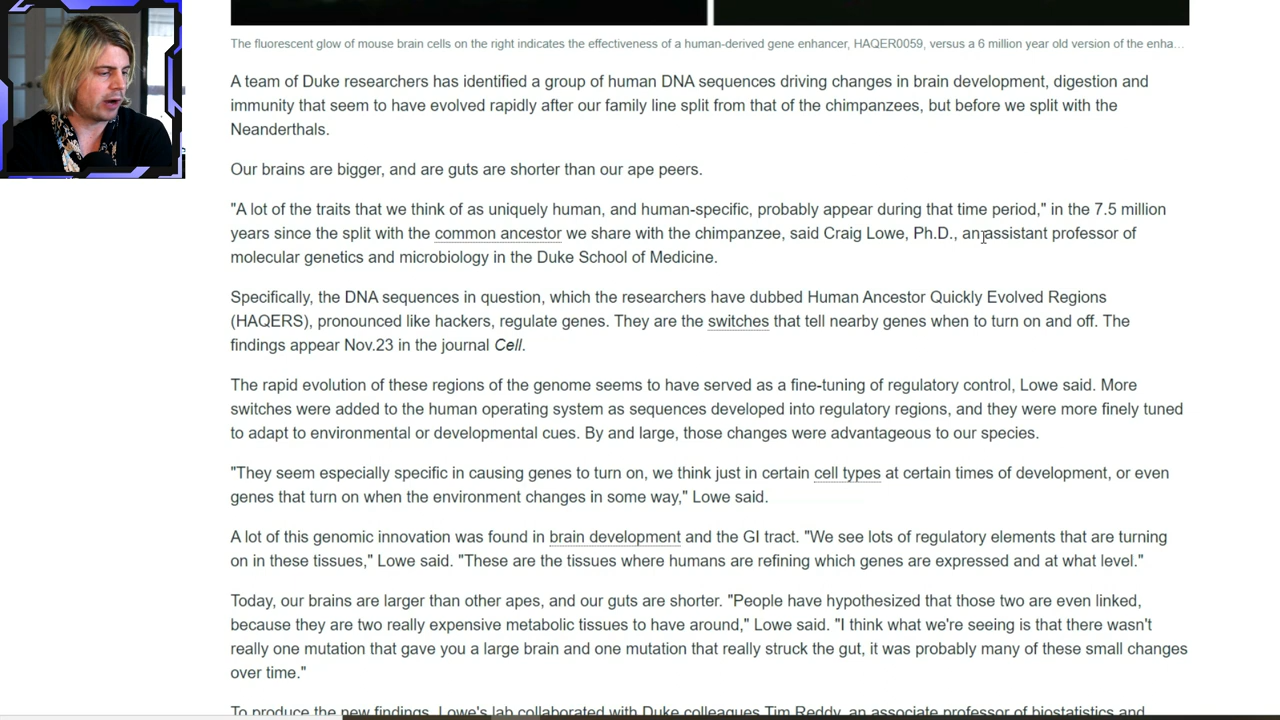 The fluorescent glow of mouse brain cells on the right indicates the effectiveness of a human-derived gene enhancer, HAQER0059, versus a 6 million year old version of the enha…
A team of Duke researchers has identified a group of human DNA sequences driving changes in brain development, digestion and
immunity that seem to have evolved rapidly after our family line split from that of the chimpanzees, but before we split with the
Neanderthals.
Our brains are bigger, and are guts are shorter than our ape peers.
"A lot of the traits that we think of as uniquely human, and human-specific, probably appear during that time period," in the 7.5 million
years since the split with the common ancestor we share with the chimpanzee, said Craig Lowe, Ph.D., an assistant professor of
molecular genetics and microbiology in the Duke School of Medicine.
Specifically, the DNA sequences in question, which the researchers have dubbed Human Ancestor Quickly Evolved Regions
(HAQERS), pronounced like hackers, regulate genes. They are the switches that tell nearby genes when to turn on and off. The
findings appear Nov.23 in the journal Cell.
The rapid evolution of these regions of the genome seems to have served as a fine-tuning of regulatory control, Lowe said. More
switches were added to the human operating system as sequences developed into regulatory regions, and they were more finely tuned
to adapt to environmental or developmental cues. By and large, those changes were advantageous to our species.
"They seem especially specific in causing genes to turn on, we think just in certain cell types at certain times of development, or even
genes that turn on when the environment changes in some way," Lowe said.
A lot of this genomic innovation was found in brain development and the GI tract. "We see lots of regulatory elements that are turning
on in these tissues," Lowe said. "These are the tissues where humans are refining which genes are expressed and at what level."
Today, our brains are larger than other apes, and our guts are shorter. "People have hypothesized that those two are even linked,
because they are two really expensive metabolic tissues to have around," Lowe said. "I think what we're seeing is that there wasn't
really one mutation that gave you a large brain and one mutation that really struck the gut, it was probably many of these small changes
over time."
To produce the new findings, Lowe's lab collaborated with Duke colleagues Tim Reddy, an associate professor of biostatistics and